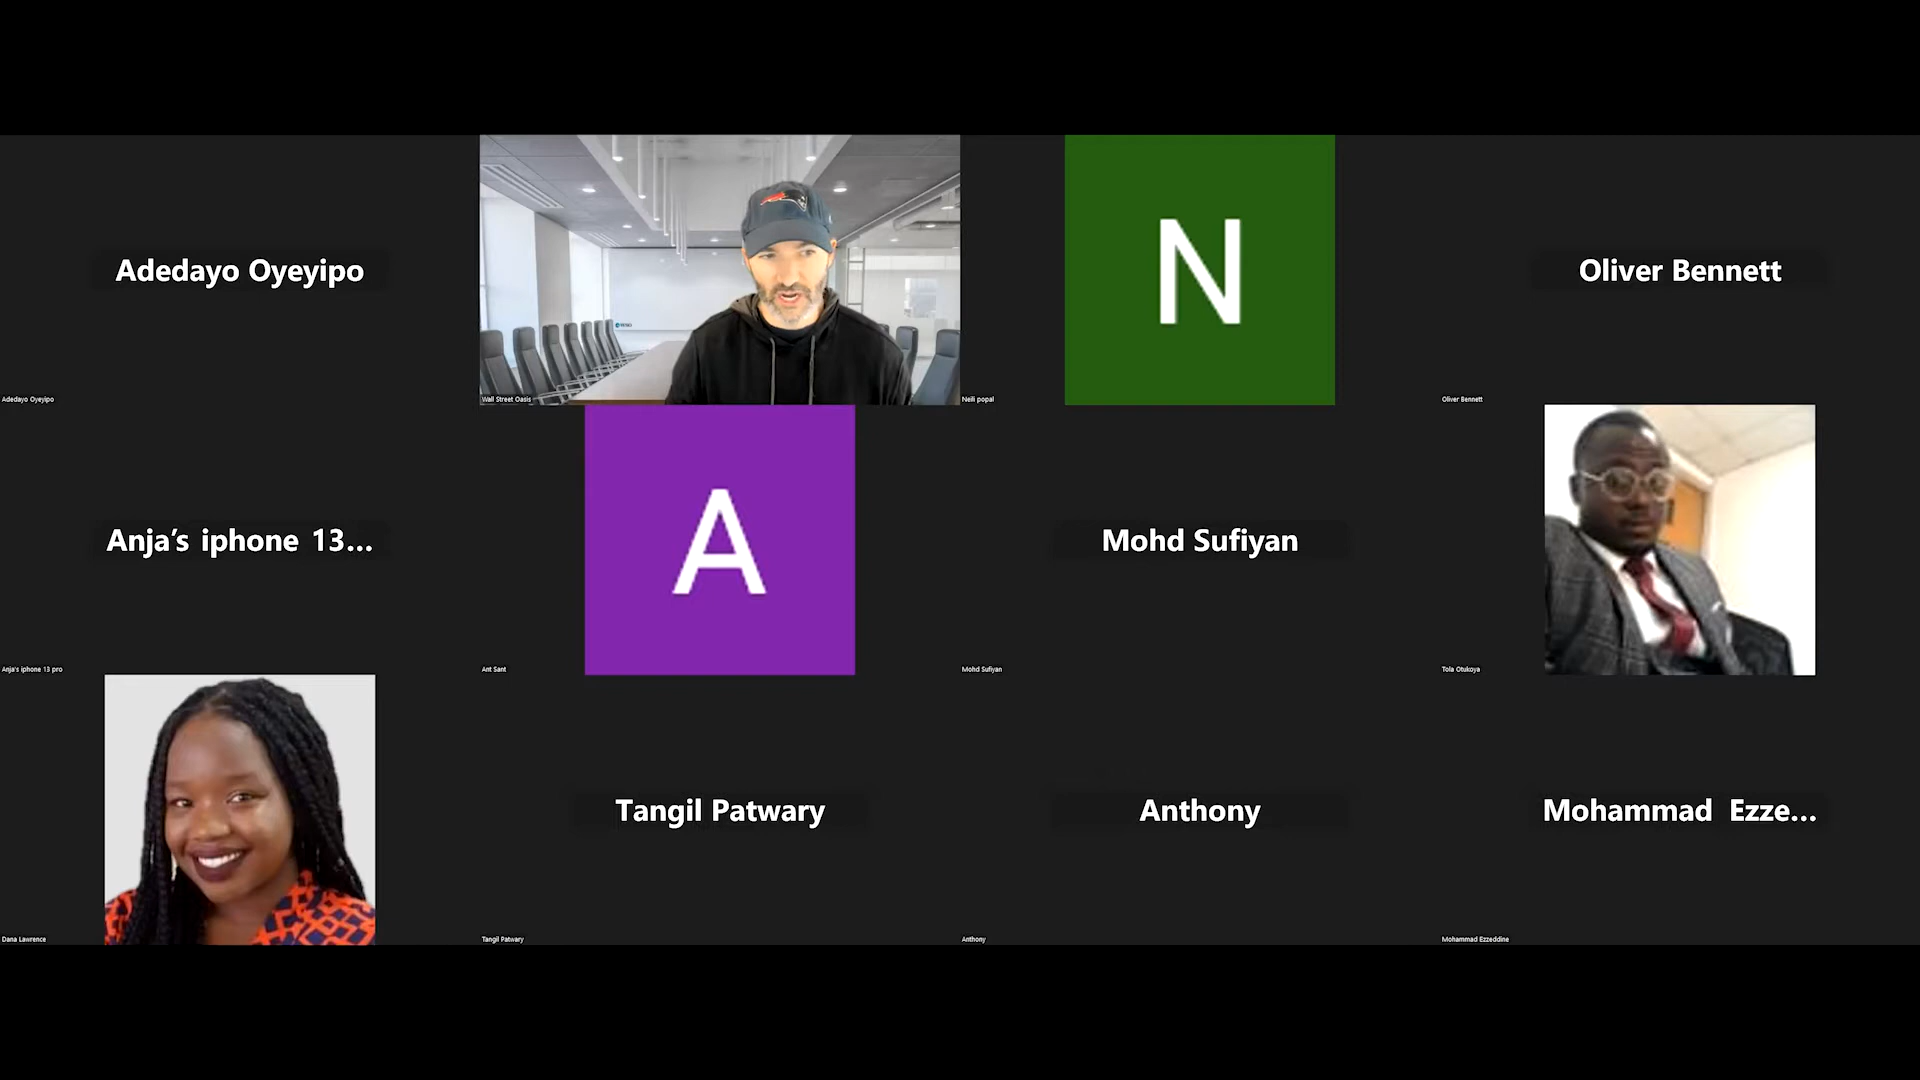 Adedayo Oyeyipo
N
Oliver Bennett
Adedayo Oyeyipo
Wall Street Oasis
Neili popal
Oliver Bennett
Anja’s iphone 13...
A
Mohd Sufiyan
Anja's iphone 13 pro
Ant Sant
Mohd Sufiyan
Tola Otukoya
Tangil Patwary
Anthony
Mohammad Ezze...
Dana Lawrence
Tangil Patwary
Anthony
Mohammad Ezzeddine